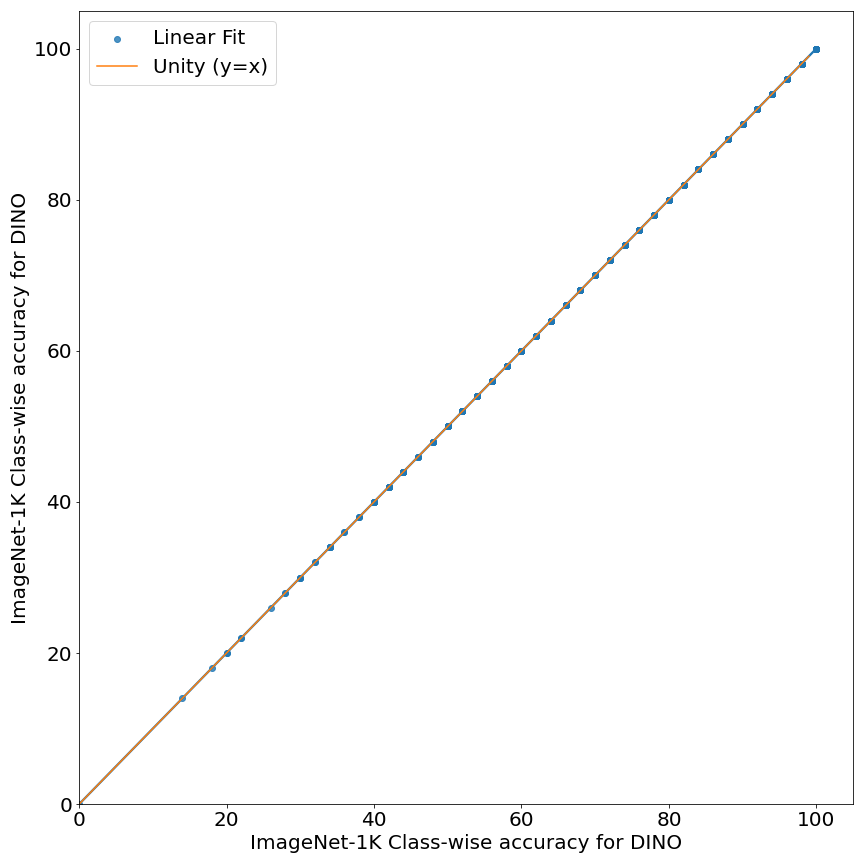 Linear Fit
Unity (y=x)
100
80
60
40
20
0
0 20 40 60 80 100
ImageNet-1K Class-wise accuracy for DINO
ImageNet-1K Class-wise accuracy for DINO